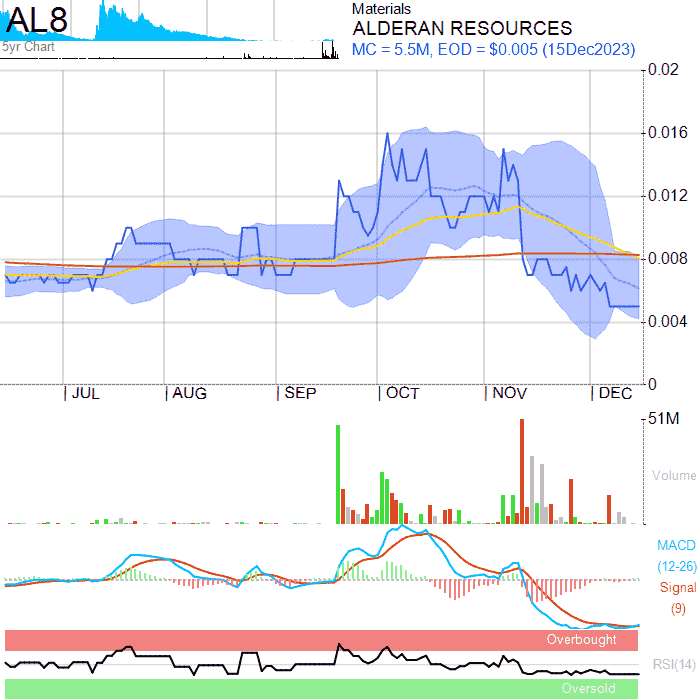 AL8
5yr Chart
Materials
ALDERAN RESOURCES
MC = 5.5M, EOD = $0.005 (15Dec2023)
0.02
0.016
0.012
0.008
0.004
0
JUL AUG SEP OCT NOV DEC
51M
Volume
MACD
(12-26)
Signal
(9)
Overbought
RSI(14)
Oversold